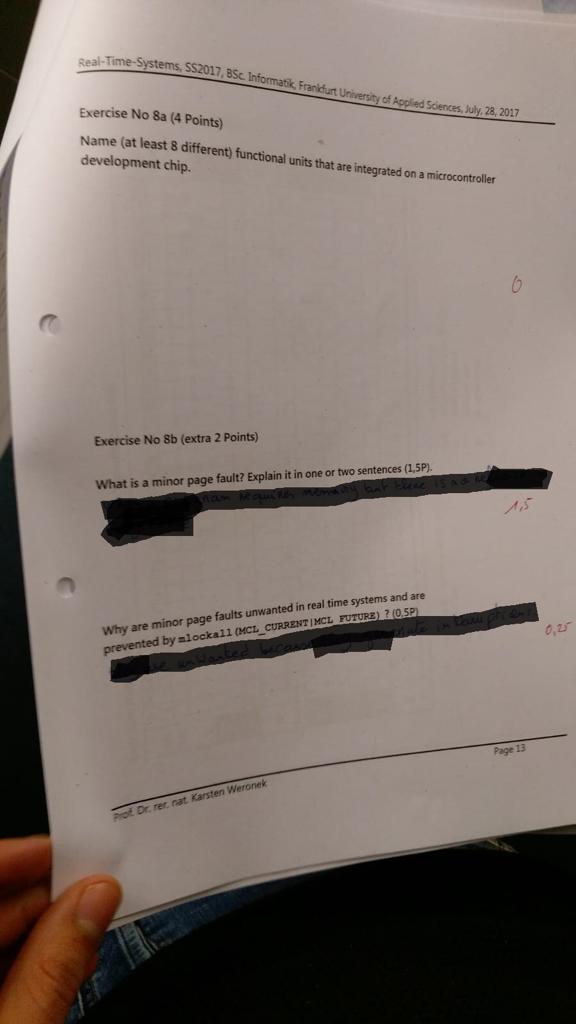 Real-Time-Systems, SS2017, BSc. Informatik, Frankfurt University of Applied Sciences, July, 28, 2017
Exercise No 8a (4 Points)
Name (at least 8 different) functional units that are integrated on a microcontroller
development chip.
0
Exercise No 8b (extra 2 Points)
What is a minor page fault? Explain it in one or two sentences (1,5P).
requires memory but there is no
1,5
Why are minor page faults unwanted in real time systems and are
prevented by mlockall (MCL_CURRENT|MCL_FUTURE) ? (0,5P)
unwanted because interruptions
0,25
Page 13
Prof. Dr. rer. nat. Karsten Weronek